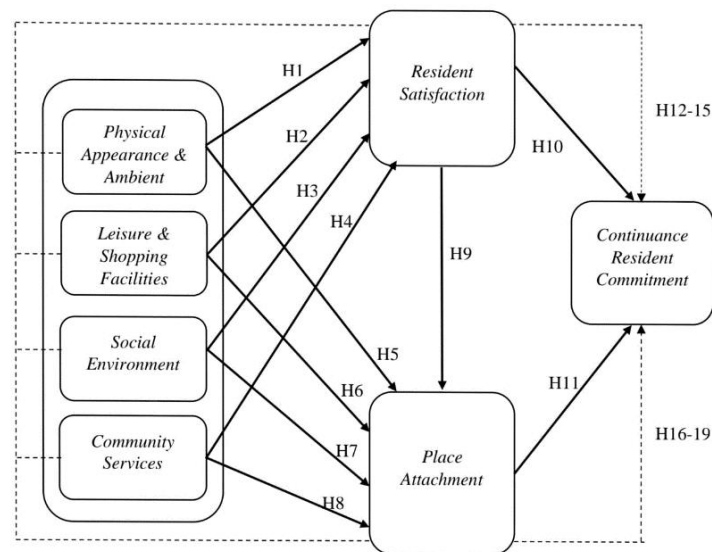 Physical
Appearance &
Ambient
Leisure &
Shopping
Facilities
Social
Environment
Community
Services
H1
H2
H3
H4
H5
H6
H7
H8
Resident
Satisfaction
H9
Place
Attachment
H10
H11
Continuance
Resident
Commitment
H12-15
H16-19